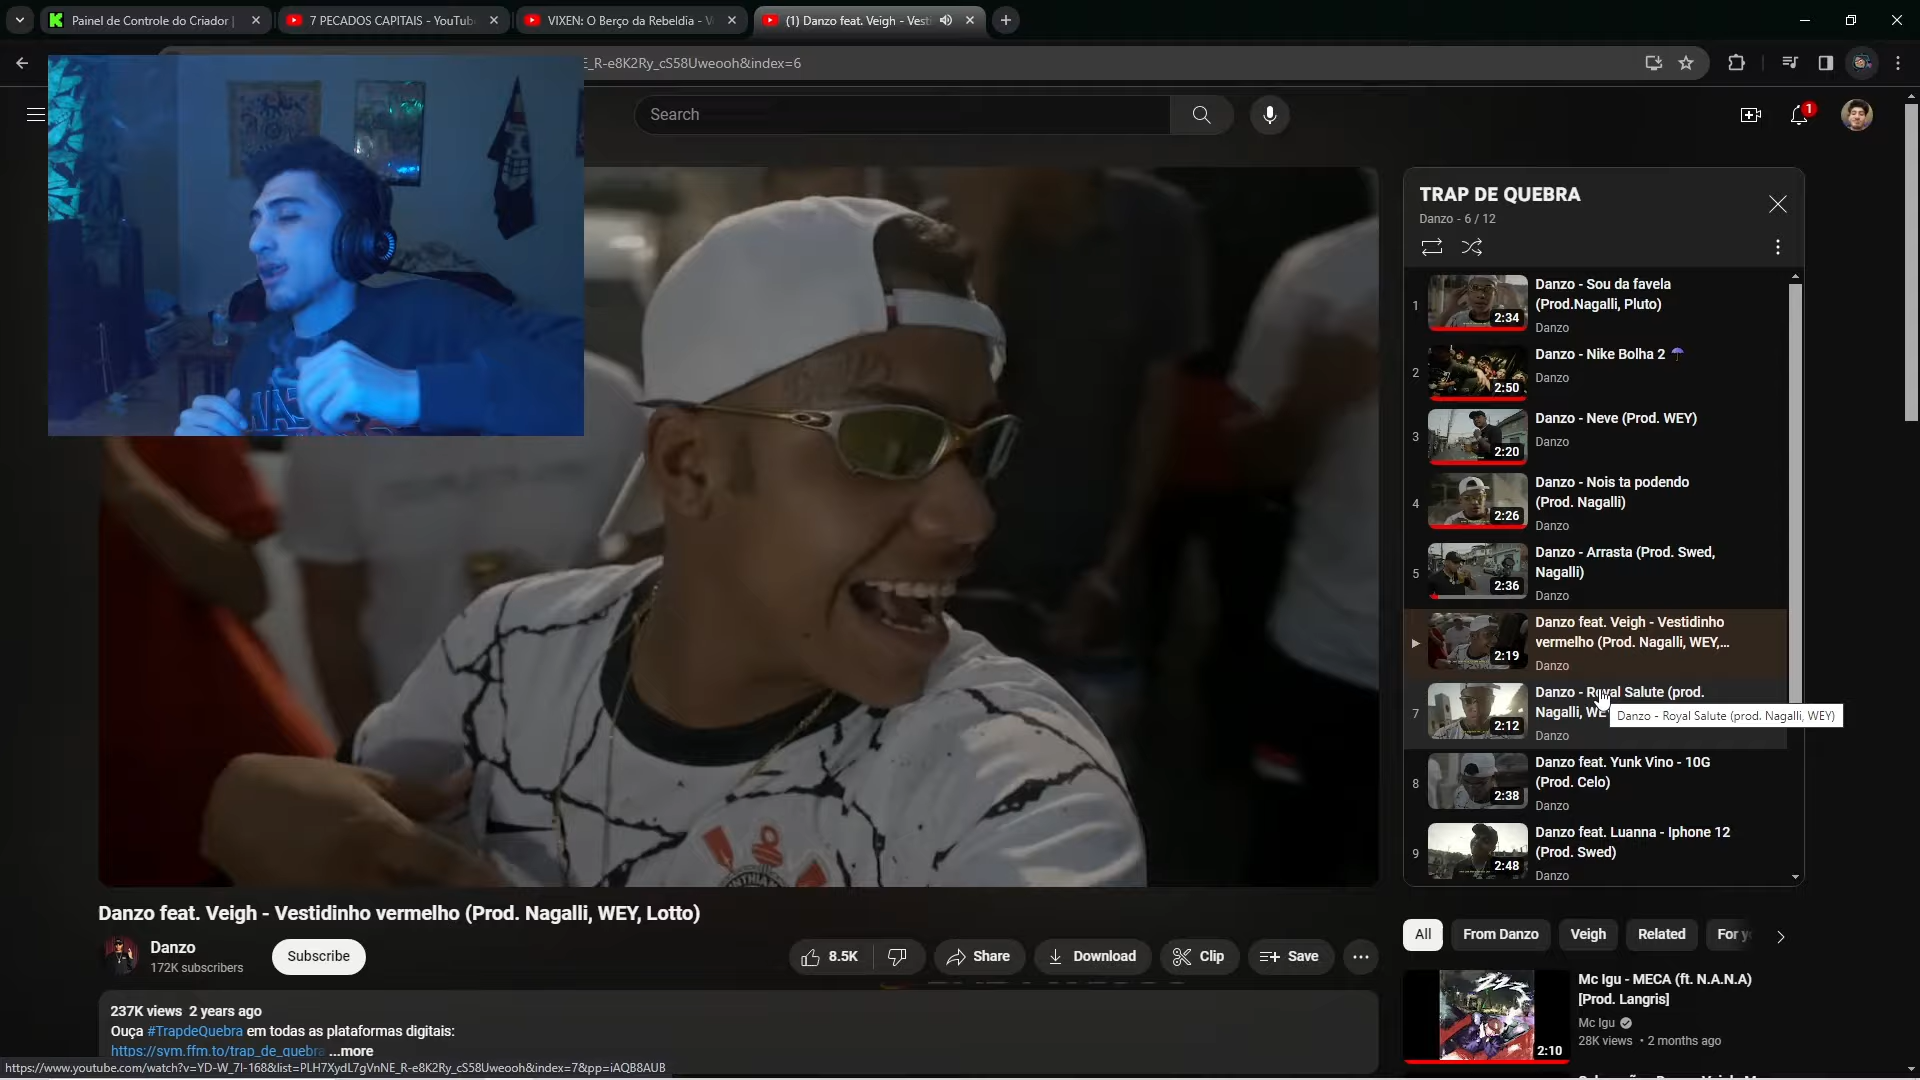 Painel de Controle do Criador |
7 PECADOS CAPITAIS - YouTub
VIXEN: O Berço da Rebeldia - V
(1) Danzo feat. Veigh - Vesti
E_R-e8K2Ry_cS58Uweooh&index=6
Search
1
TRAP DE QUEBRA
Danzo - 6 / 12
1
Danzo - Sou da favela
(Prod.Nagalli, Pluto)
Danzo
2:34
2
Danzo - Nike Bolha 2 ☂
Danzo
2:50
3
Danzo - Neve (Prod. WEY)
Danzo
2:20
4
Danzo - Nois ta podendo
(Prod. Nagalli)
Danzo
2:26
5
Danzo - Arrasta (Prod. Swed,
Nagalli)
Danzo
2:36
Danzo feat. Veigh - Vestidinho
vermelho (Prod. Nagalli, WEY,...
Danzo
2:19
7
Danzo - Royal Salute (prod.
Nagalli, WE
Danzo
2:12
Danzo - Royal Salute (prod. Nagalli, WEY)
8
Danzo feat. Yunk Vino - 10G
(Prod. Celo)
Danzo
2:38
9
Danzo feat. Luanna - Iphone 12
(Prod. Swed)
Danzo
2:48
Danzo feat. Veigh - Vestidinho vermelho (Prod. Nagalli, WEY, Lotto)
Danzo
172K subscribers
Subscribe
8.5K
Share
Download
Clip
Save
All
From Danzo
Veigh
Related
For y
237K views 2 years ago
Ouça #TrapdeQuebra em todas as plataformas digitais:
https://sym.ffm.to/trap_de_quebra ...more
Mc Igu - MECA (ft. N.A.N.A)
[Prod. Langris]
Mc Igu
28K views • 2 months ago
2:10
https://www.youtube.com/watch?v=YD-W_7l-168&list=PLH7XydL7gVnNE_R-e8K2Ry_cS58Uweooh&index=7&pp=iAQB8AUB